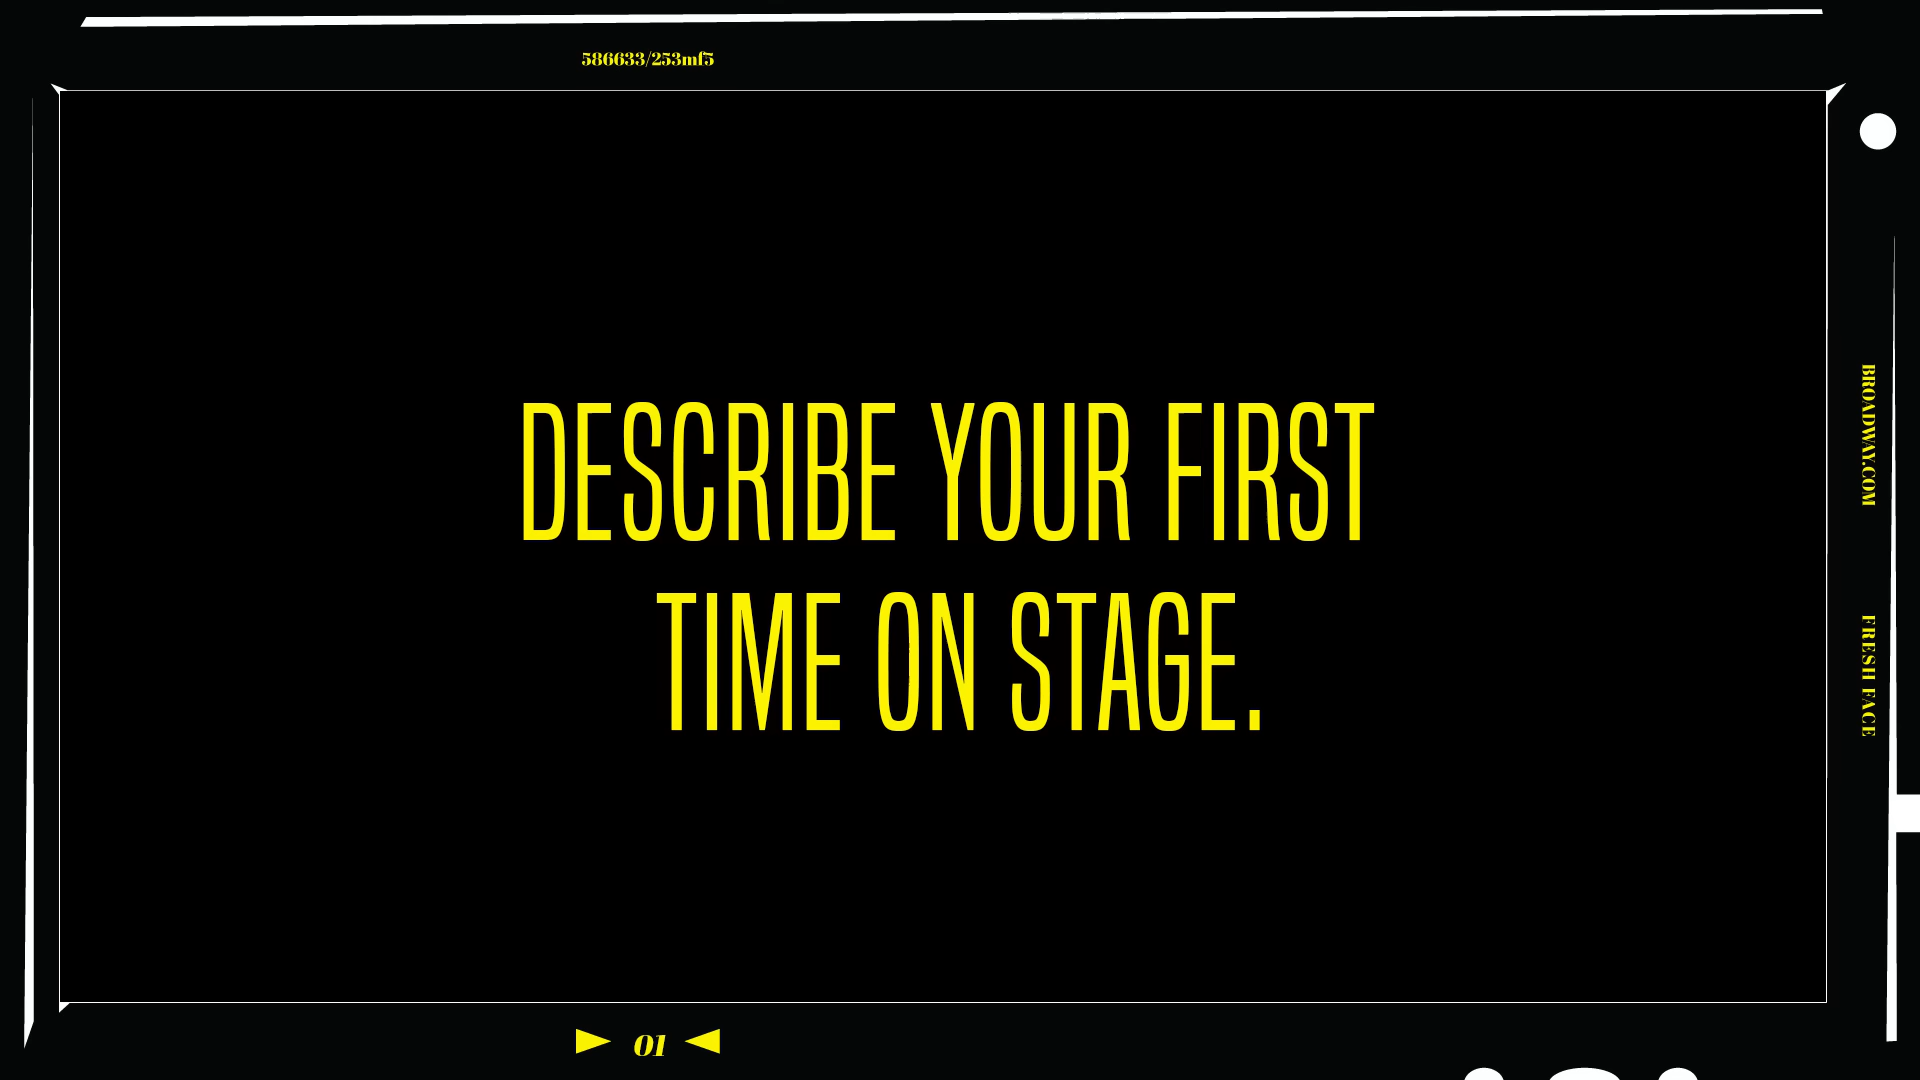 586633/253mf5
DESCRIBE YOUR FIRST
TIME ON STAGE.
BROADWAY.COM
FRESH FACE
01